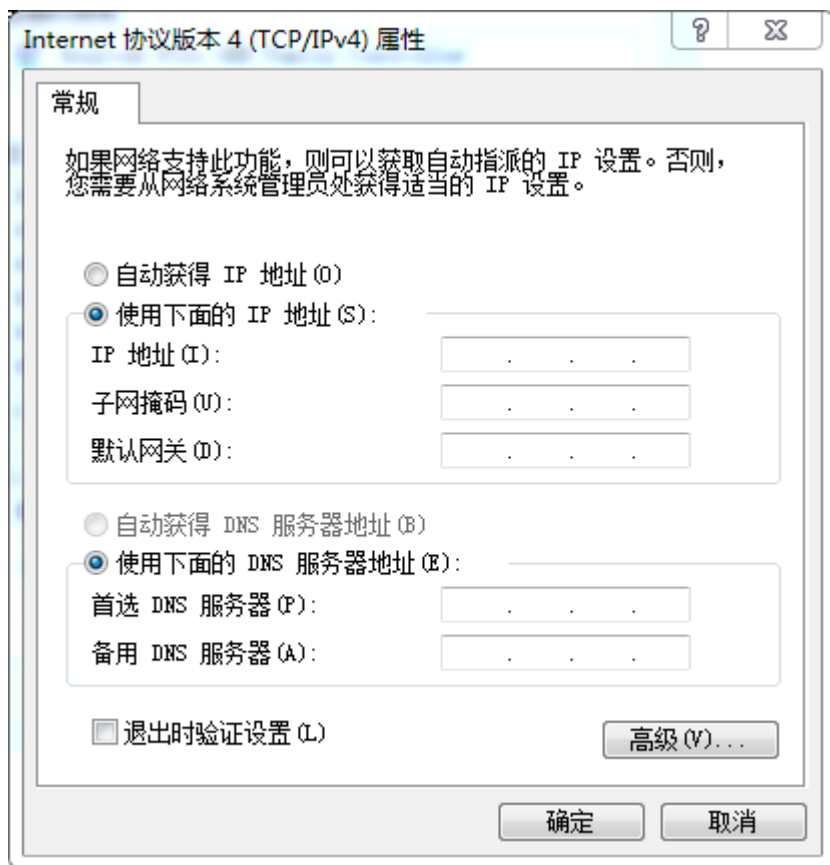 Internet 协议版本 4 (TCP/IPv4) 属性
常规
如果网络支持此功能，则可以获取自动指派的 IP 设置。否则，
您需要从网络系统管理员处获得适当的 IP 设置。
自动获得 IP 地址(O)
使用下面的 IP 地址(S):
IP 地址(I):
子网掩码(U):
默认网关(D):
自动获得 DNS 服务器地址(B)
使用下面的 DNS 服务器地址(E):
首选 DNS 服务器(P):
备用 DNS 服务器(A):
退出时验证设置(L)
高级(V)...
确定
取消